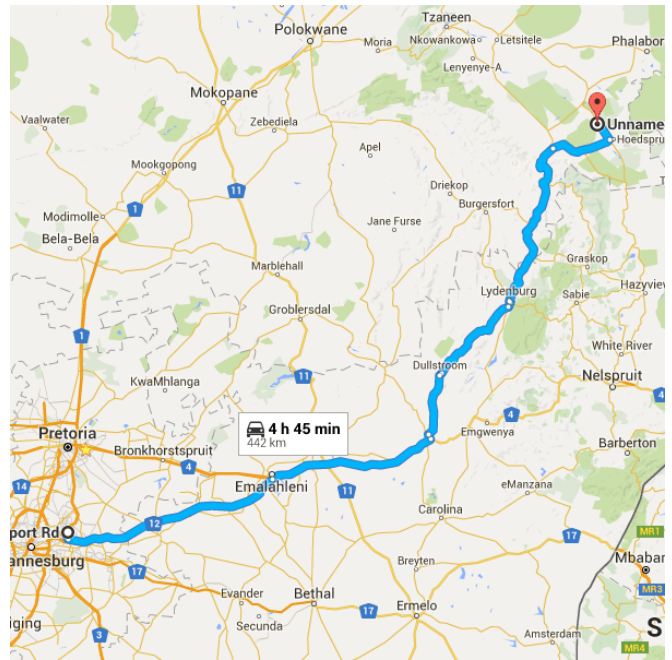 Tzaneen
Polokwane
Nkowankowa
Letsitele
Moria
Phalabor
Lenyenye-A
Mokopane
Vaalwater
Zebediela
Unname
Hoedspru
Apel
Mookgopong
11
Driekop
1
Modimolle
Burgersfort
Jane Furse
Bela-Bela
Graskop
Marblehall
Lydenburg
Sabie
Hazyview
Groblersdal
1
White River
Dullstroom
11
KwaMhlanga
Nelspruit
4
4 h 45 min
442 km
4
Pretoria
Emgwenya
Bronkhorstspruit
Barberton
4
14
Emalahleni
11
eManzana
Carolina
12
port Rd
MR1
17
annesburg
Breyten
Mbaban
17
MR3
Evander
Bethal
Ermelo
17
Secunda
S
iging
3
Amsterdam
MR4